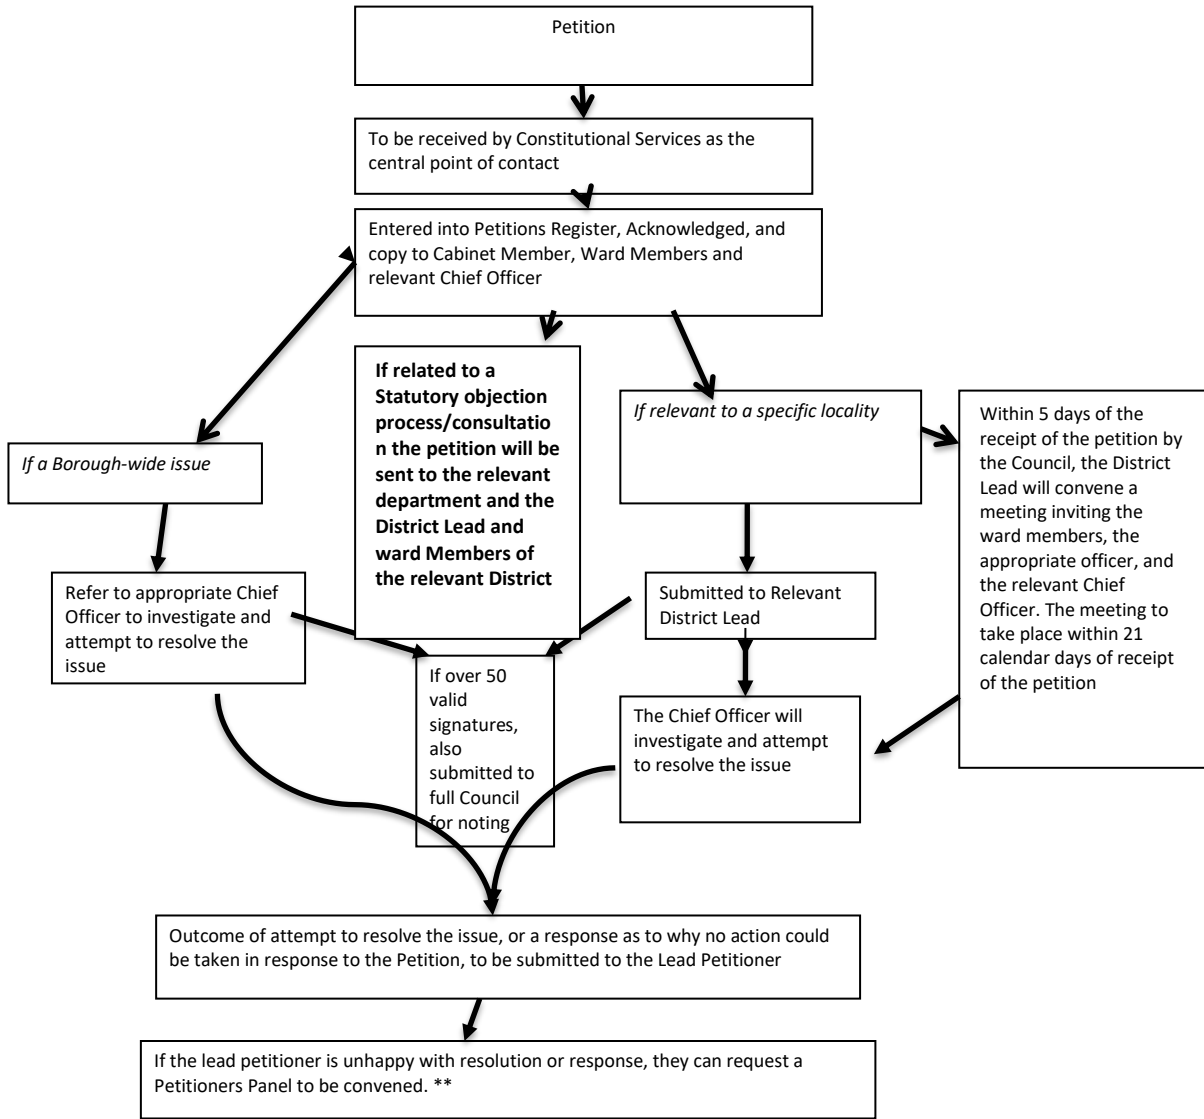 Petition
To be received by Constitutional Services as the
central point of contact
Entered into Petitions Register, Acknowledged, and
copy to Cabinet Member, Ward Members and
relevant Chief Officer
If a Borough-wide issue
If related to a
Statutory objection
process/consultatio
n the petition will be
sent to the relevant
department and the
District Lead and
ward Members of
the relevant District
If relevant to a specific locality
Within 5 days of the
receipt of the petition by
the Council, the District
Lead will convene a
meeting inviting the
ward members, the
appropriate officer, and
the relevant Chief
Officer. The meeting to
take place within 21
calendar days of receipt
of the petition
Refer to appropriate Chief
Officer to investigate and
attempt to resolve the
issue
Submitted to Relevant
District Lead
If over 50
valid
signatures,
also
submitted to
full Council
for noting
The Chief Officer will
investigate and attempt
to resolve the issue
Outcome of attempt to resolve the issue, or a response as to why no action could
be taken in response to the Petition, to be submitted to the Lead Petitioner
If the lead petitioner is unhappy with resolution or response, they can request a
Petitioners Panel to be convened. **